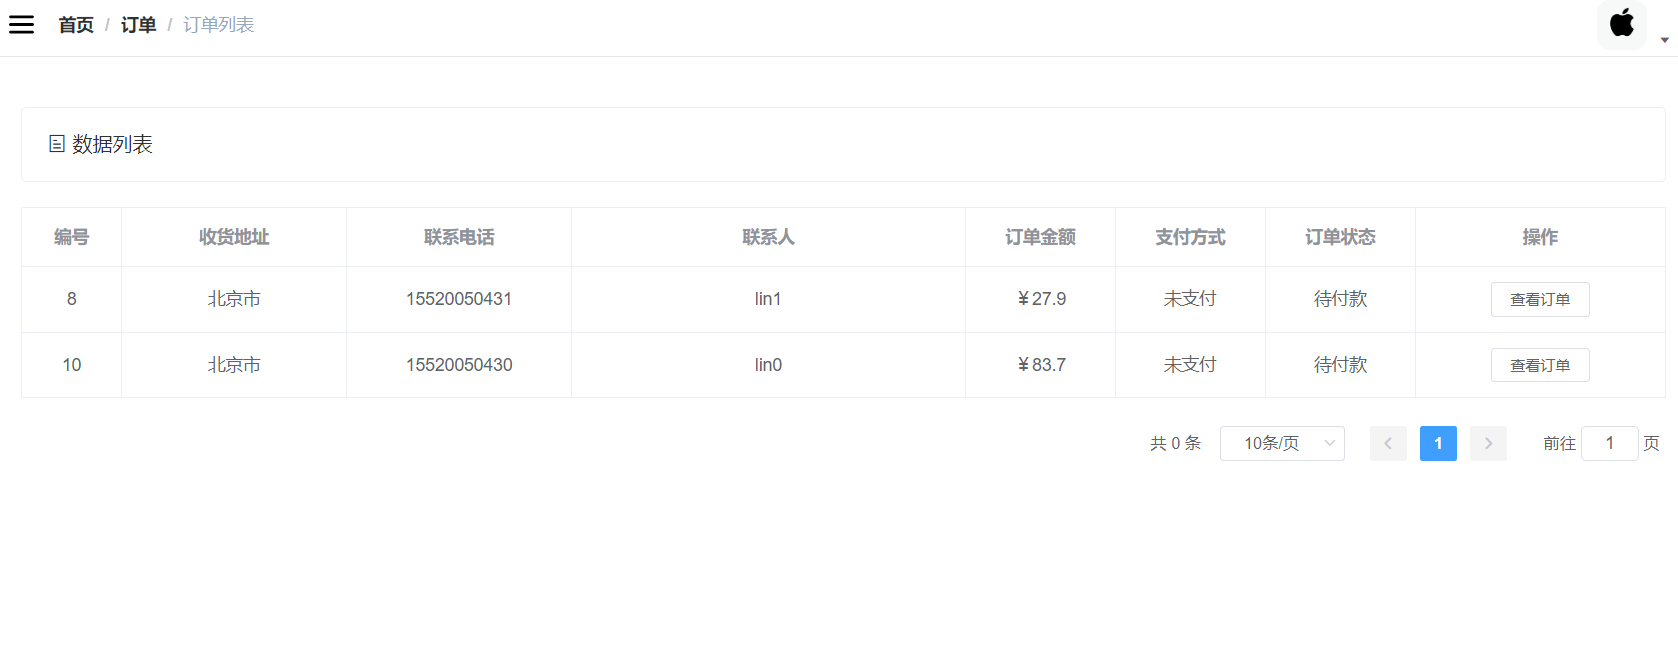 首页 / 订单 / 订单列表
数据列表
编号 收货地址 联系电话 联系人 订单金额 支付方式 订单状态 操作
8 北京市 15520050431 lin1 ￥27.9 未支付 待付款 查看订单
10 北京市 15520050430 lin0 ￥83.7 未支付 待付款 查看订单
共 0 条 10条/页 1 前往 1 页